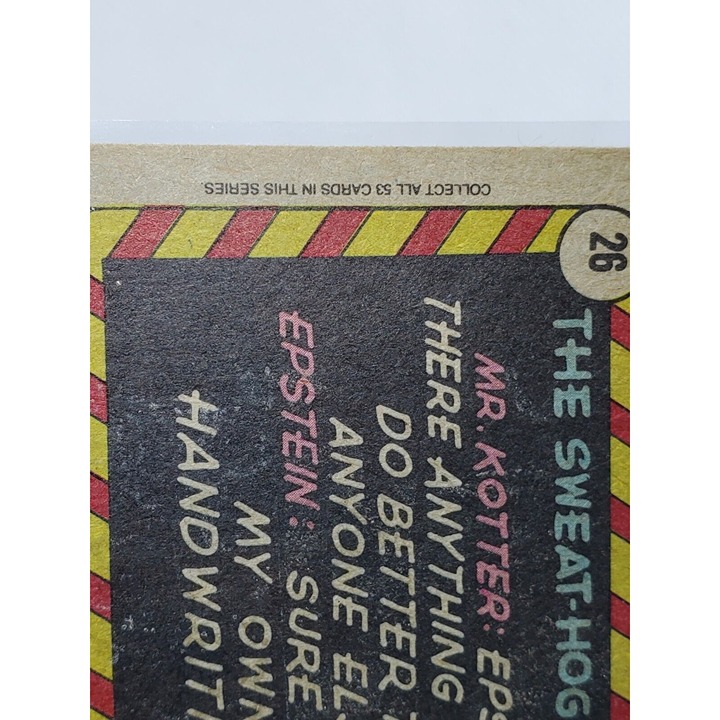 COLLECT ALL 53 CARDS IN THIS SERIES.
26
THE SWEAT-HOG
MR. KOTTER: EPS
THERE ANYTHING
DO BETTER
ANYONE EL
EPSTEIN: SURE
MY OWN
HANDWRIT